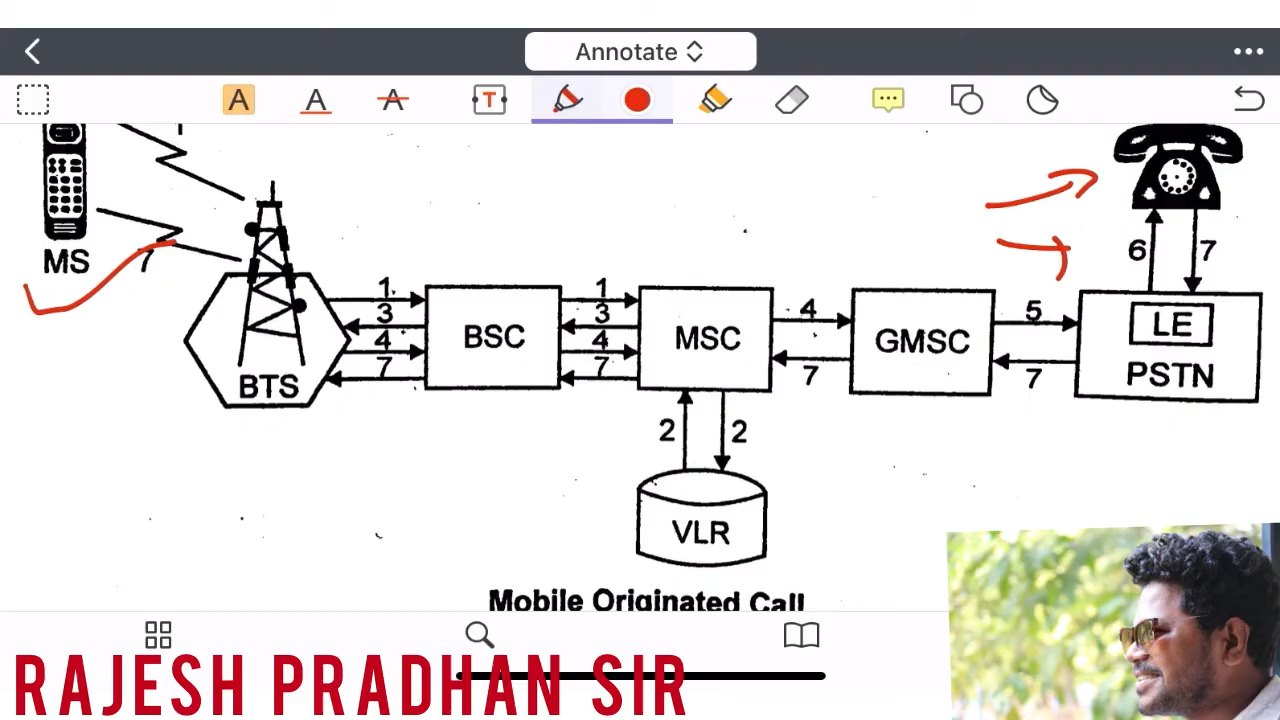 Annotate
A A A T
1
MS 7
6 7
1 1
3 3 4 5
BSC MSC GMSC LE
4 4
7 7 7 7
BTS PSTN
2 2
VLR
Mobile Originated Call
RAJESH PRADHAN SIR